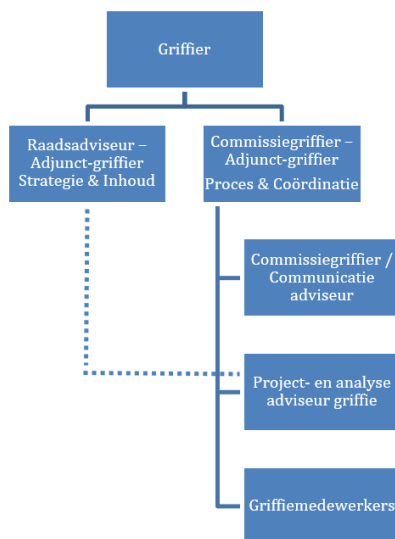 Griffier
Raadsadviseur –
Adjunct-griffier
Strategie & Inhoud
Commissiegriffier –
Adjunct-griffier
Proces & Coördinatie
Commissiegriffier /
Communicatie
adviseur
Project- en analyse
adviseur griffie
Griffiemedewerkers